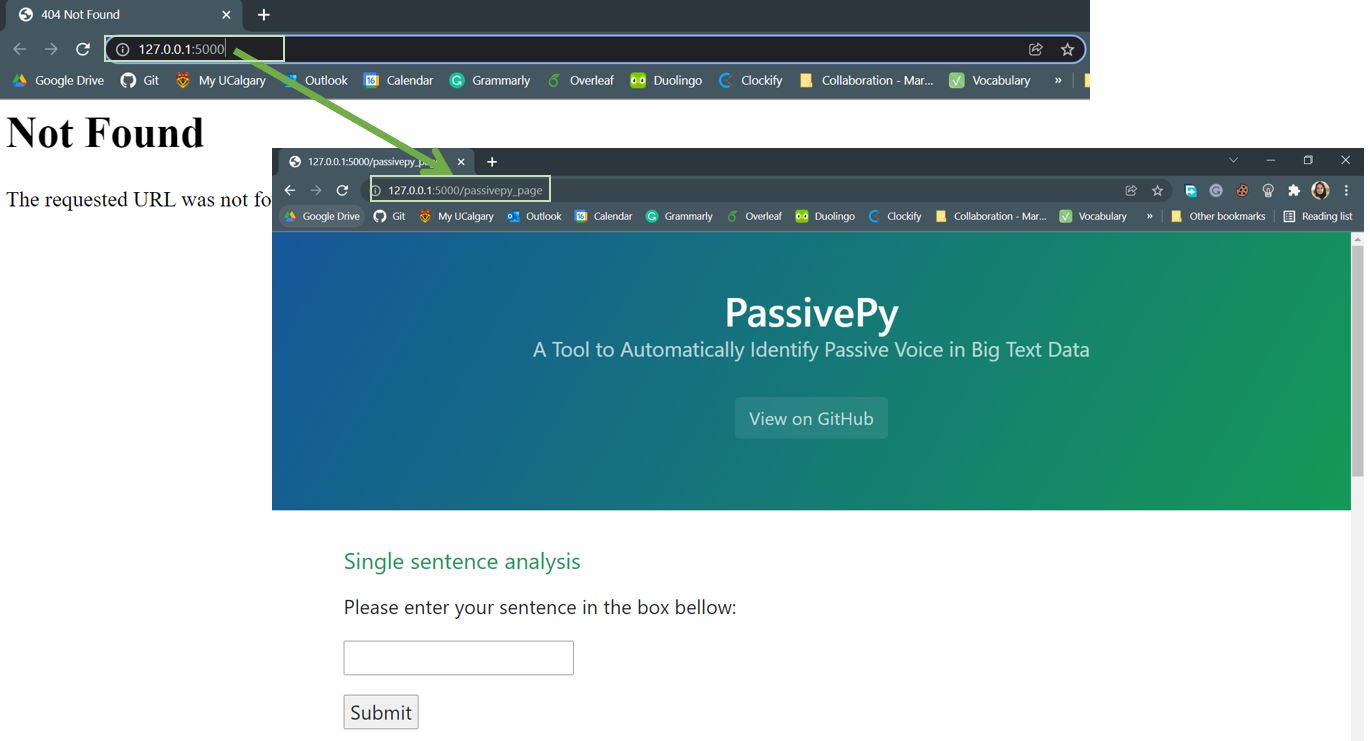 404 Not Found
127.0.0.1:5000
Google Drive Git My UCalgary Outlook Calendar Grammarly Overleaf Duolingo Clockify Collaboration - Mar... Vocabulary »
Not Found
The requested URL was not fo
127.0.0.1:5000/passivepy_p
127.0.0.1:5000/passivepy_page
Google Drive Git My UCalgary Outlook Calendar Grammarly Overleaf Duolingo Clockify Collaboration - Mar... Vocabulary » Other bookmarks Reading list
PassivePy
A Tool to Automatically Identify Passive Voice in Big Text Data
View on GitHub
Single sentence analysis
Please enter your sentence in the box bellow:
Submit